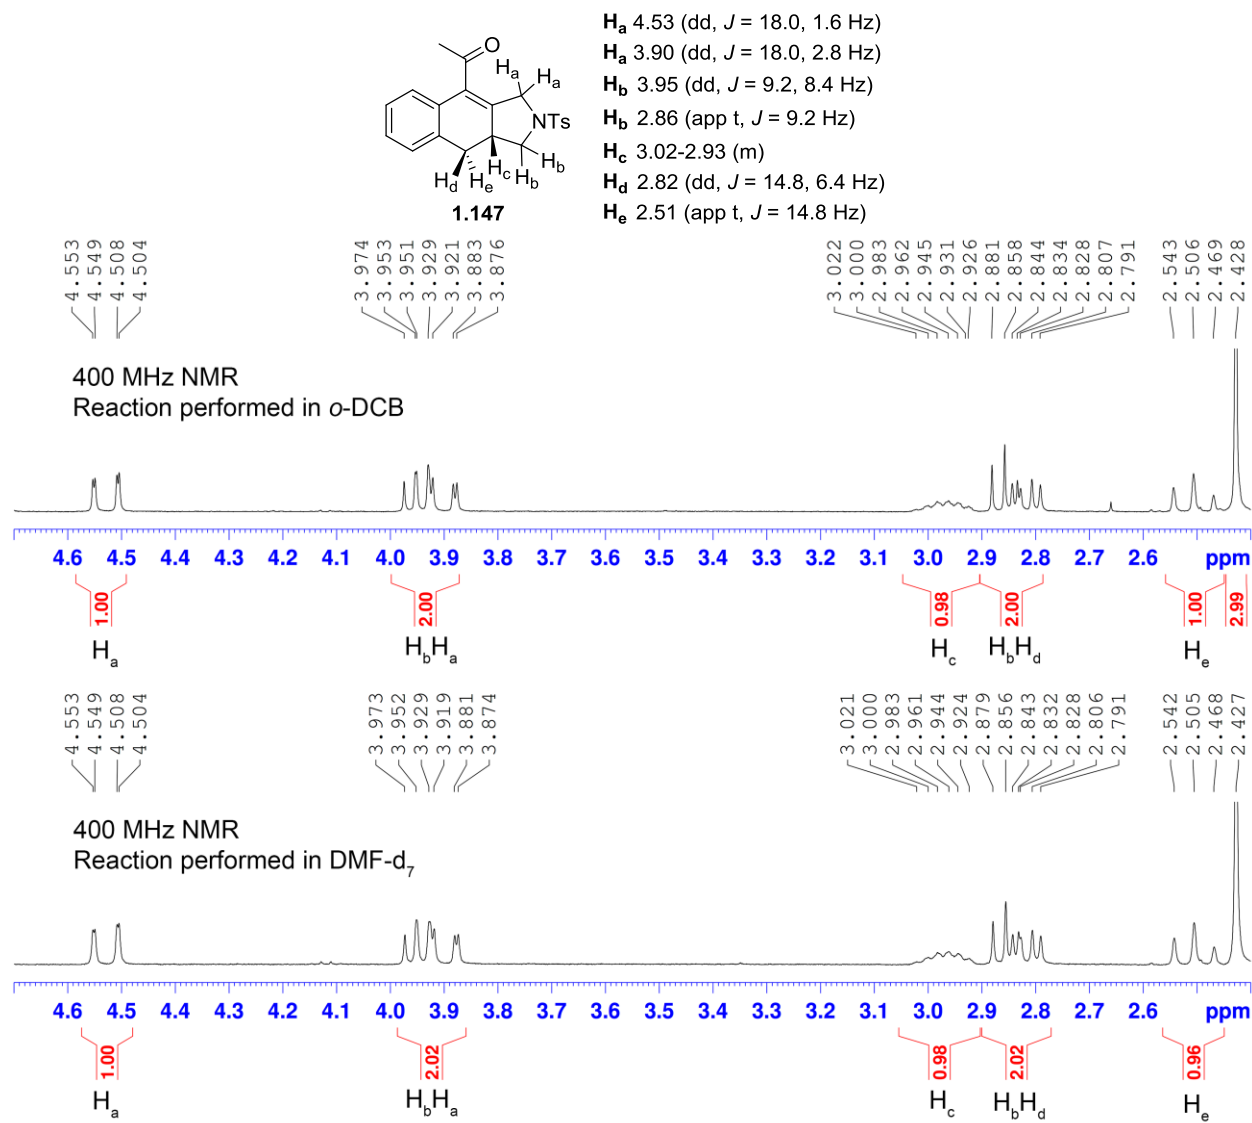 O
Ha
Ha
NTs
Hb
Hb
Hc
Hd
He
1.147
Ha 4.53 (dd, J = 18.0, 1.6 Hz)
Ha 3.90 (dd, J = 18.0, 2.8 Hz)
Hb 3.95 (dd, J = 9.2, 8.4 Hz)
Hb 2.86 (app t, J = 9.2 Hz)
Hc 3.02-2.93 (m)
Hd 2.82 (dd, J = 14.8, 6.4 Hz)
He 2.51 (app t, J = 14.8 Hz)
4.553 4.549 4.508 4.504 3.974 3.953 3.951 3.929 3.921 3.883 3.876 3.022 3.000 2.983 2.962 2.945 2.931 2.926 2.881 2.858 2.844 2.834 2.828 2.807 2.791 2.543 2.506 2.469 2.428
400 MHz NMR
Reaction performed in o-DCB
4.6 4.5 4.4 4.3 4.2 4.1 4.0 3.9 3.8 3.7 3.6 3.5 3.4 3.3 3.2 3.1 3.0 2.9 2.8 2.7 2.6 ppm
1.00 2.00 0.98 2.00 1.00 2.99
Ha HbHa Hc HbHd He
4.553 4.549 4.508 4.504 3.973 3.952 3.929 3.919 3.881 3.874 3.021 3.000 2.983 2.961 2.944 2.924 2.879 2.856 2.843 2.832 2.828 2.806 2.791 2.542 2.505 2.468 2.427
400 MHz NMR
Reaction performed in DMF-d7
4.6 4.5 4.4 4.3 4.2 4.1 4.0 3.9 3.8 3.7 3.6 3.5 3.4 3.3 3.2 3.1 3.0 2.9 2.8 2.7 2.6 ppm
1.00 2.02 0.98 2.02 0.96
Ha HbHa Hc HbHd He